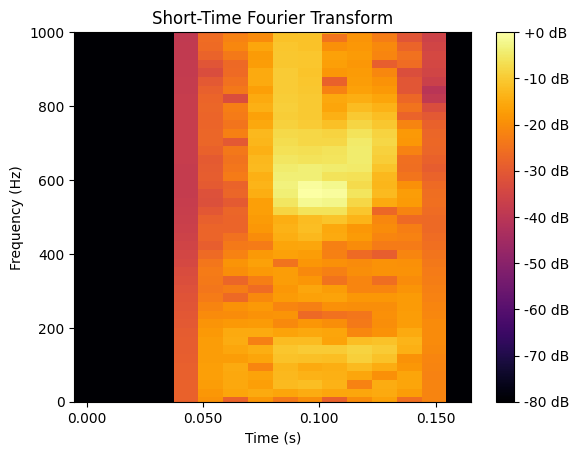 Short-Time Fourier Transform
Frequency (Hz)
1000
800
600
400
200
0
0.000
0.050
0.100
0.150
Time (s)
+0 dB
-10 dB
-20 dB
-30 dB
-40 dB
-50 dB
-60 dB
-70 dB
-80 dB